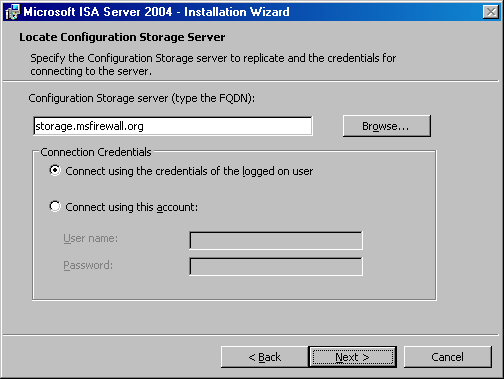 Microsoft ISA Server 2004 - Installation Wizard
Locate Configuration Storage Server
Specify the Configuration Storage server to replicate and the credentials for
connecting to the server.
Configuration Storage server (type the FQDN):
storage.msfirewall.org
Browse...
Connection Credentials
Connect using the credentials of the logged on user
Connect using this account:
User name:
Password:
< Back
Next >
Cancel